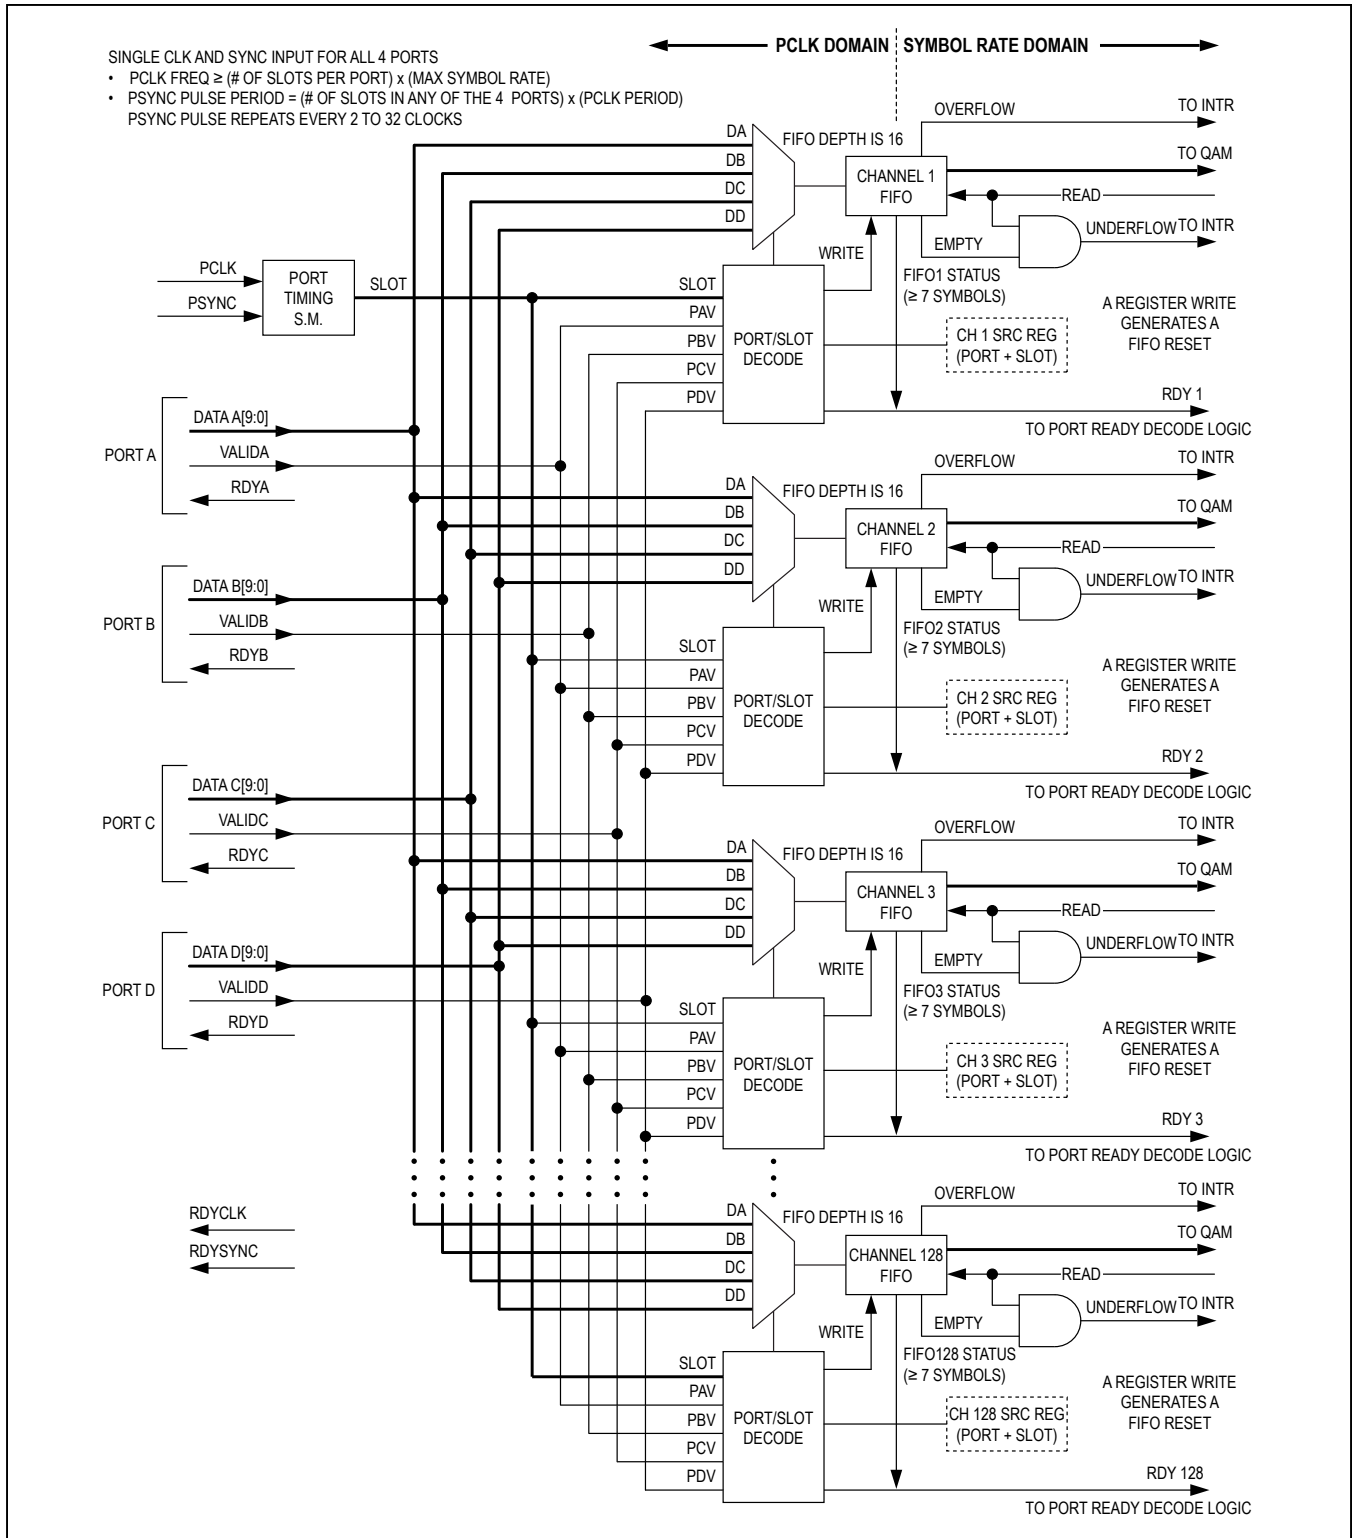 SINGLE CLK AND SYNC INPUT FOR ALL 4 PORTS
• PCLK FREQ ≥ (# OF SLOTS PER PORT) x (MAX SYMBOL RATE)
• PSYNC PULSE PERIOD = (# OF SLOTS IN ANY OF THE 4 PORTS) x (PCLK PERIOD)
PSYNC PULSE REPEATS EVERY 2 TO 32 CLOCKS
PCLK DOMAIN
SYMBOL RATE DOMAIN
PCLK
PSYNC
PORT
TIMING
S.M.
SLOT
PORT A
DATA A[9:0]
VALIDA
RDYA
PORT B
DATA B[9:0]
VALIDB
RDYB
PORT C
DATA C[9:0]
VALIDC
RDYC
PORT D
DATA D[9:0]
VALIDD
RDYD
RDYCLK
RDYSYNC
DA
DB
DC
DD
FIFO DEPTH IS 16
CHANNEL 1
FIFO
OVERFLOW
TO INTR
TO QAM
READ
EMPTY
UNDERFLOW
TO INTR
WRITE
FIFO1 STATUS
(≥ 7 SYMBOLS)
SLOT
PAV
PBV
PCV
PDV
PORT/SLOT
DECODE
CH 1 SRC REG
(PORT + SLOT)
A REGISTER WRITE
GENERATES A
FIFO RESET
RDY 1
TO PORT READY DECODE LOGIC
DA
DB
DC
DD
FIFO DEPTH IS 16
CHANNEL 2
FIFO
OVERFLOW
TO INTR
TO QAM
READ
EMPTY
UNDERFLOW
TO INTR
WRITE
FIFO2 STATUS
(≥ 7 SYMBOLS)
SLOT
PAV
PBV
PCV
PDV
PORT/SLOT
DECODE
CH 2 SRC REG
(PORT + SLOT)
A REGISTER WRITE
GENERATES A
FIFO RESET
RDY 2
TO PORT READY DECODE LOGIC
DA
DB
DC
DD
FIFO DEPTH IS 16
CHANNEL 3
FIFO
OVERFLOW
TO INTR
TO QAM
READ
EMPTY
UNDERFLOW
TO INTR
WRITE
FIFO3 STATUS
(≥ 7 SYMBOLS)
SLOT
PAV
PBV
PCV
PDV
PORT/SLOT
DECODE
CH 3 SRC REG
(PORT + SLOT)
A REGISTER WRITE
GENERATES A
FIFO RESET
RDY 3
TO PORT READY DECODE LOGIC
DA
DB
DC
DD
FIFO DEPTH IS 16
CHANNEL 128
FIFO
OVERFLOW
TO INTR
TO QAM
READ
EMPTY
UNDERFLOW
TO INTR
WRITE
FIFO128 STATUS
(≥ 7 SYMBOLS)
SLOT
PAV
PBV
PCV
PDV
PORT/SLOT
DECODE
CH 128 SRC REG
(PORT + SLOT)
A REGISTER WRITE
GENERATES A
FIFO RESET
RDY 128
TO PORT READY DECODE LOGIC